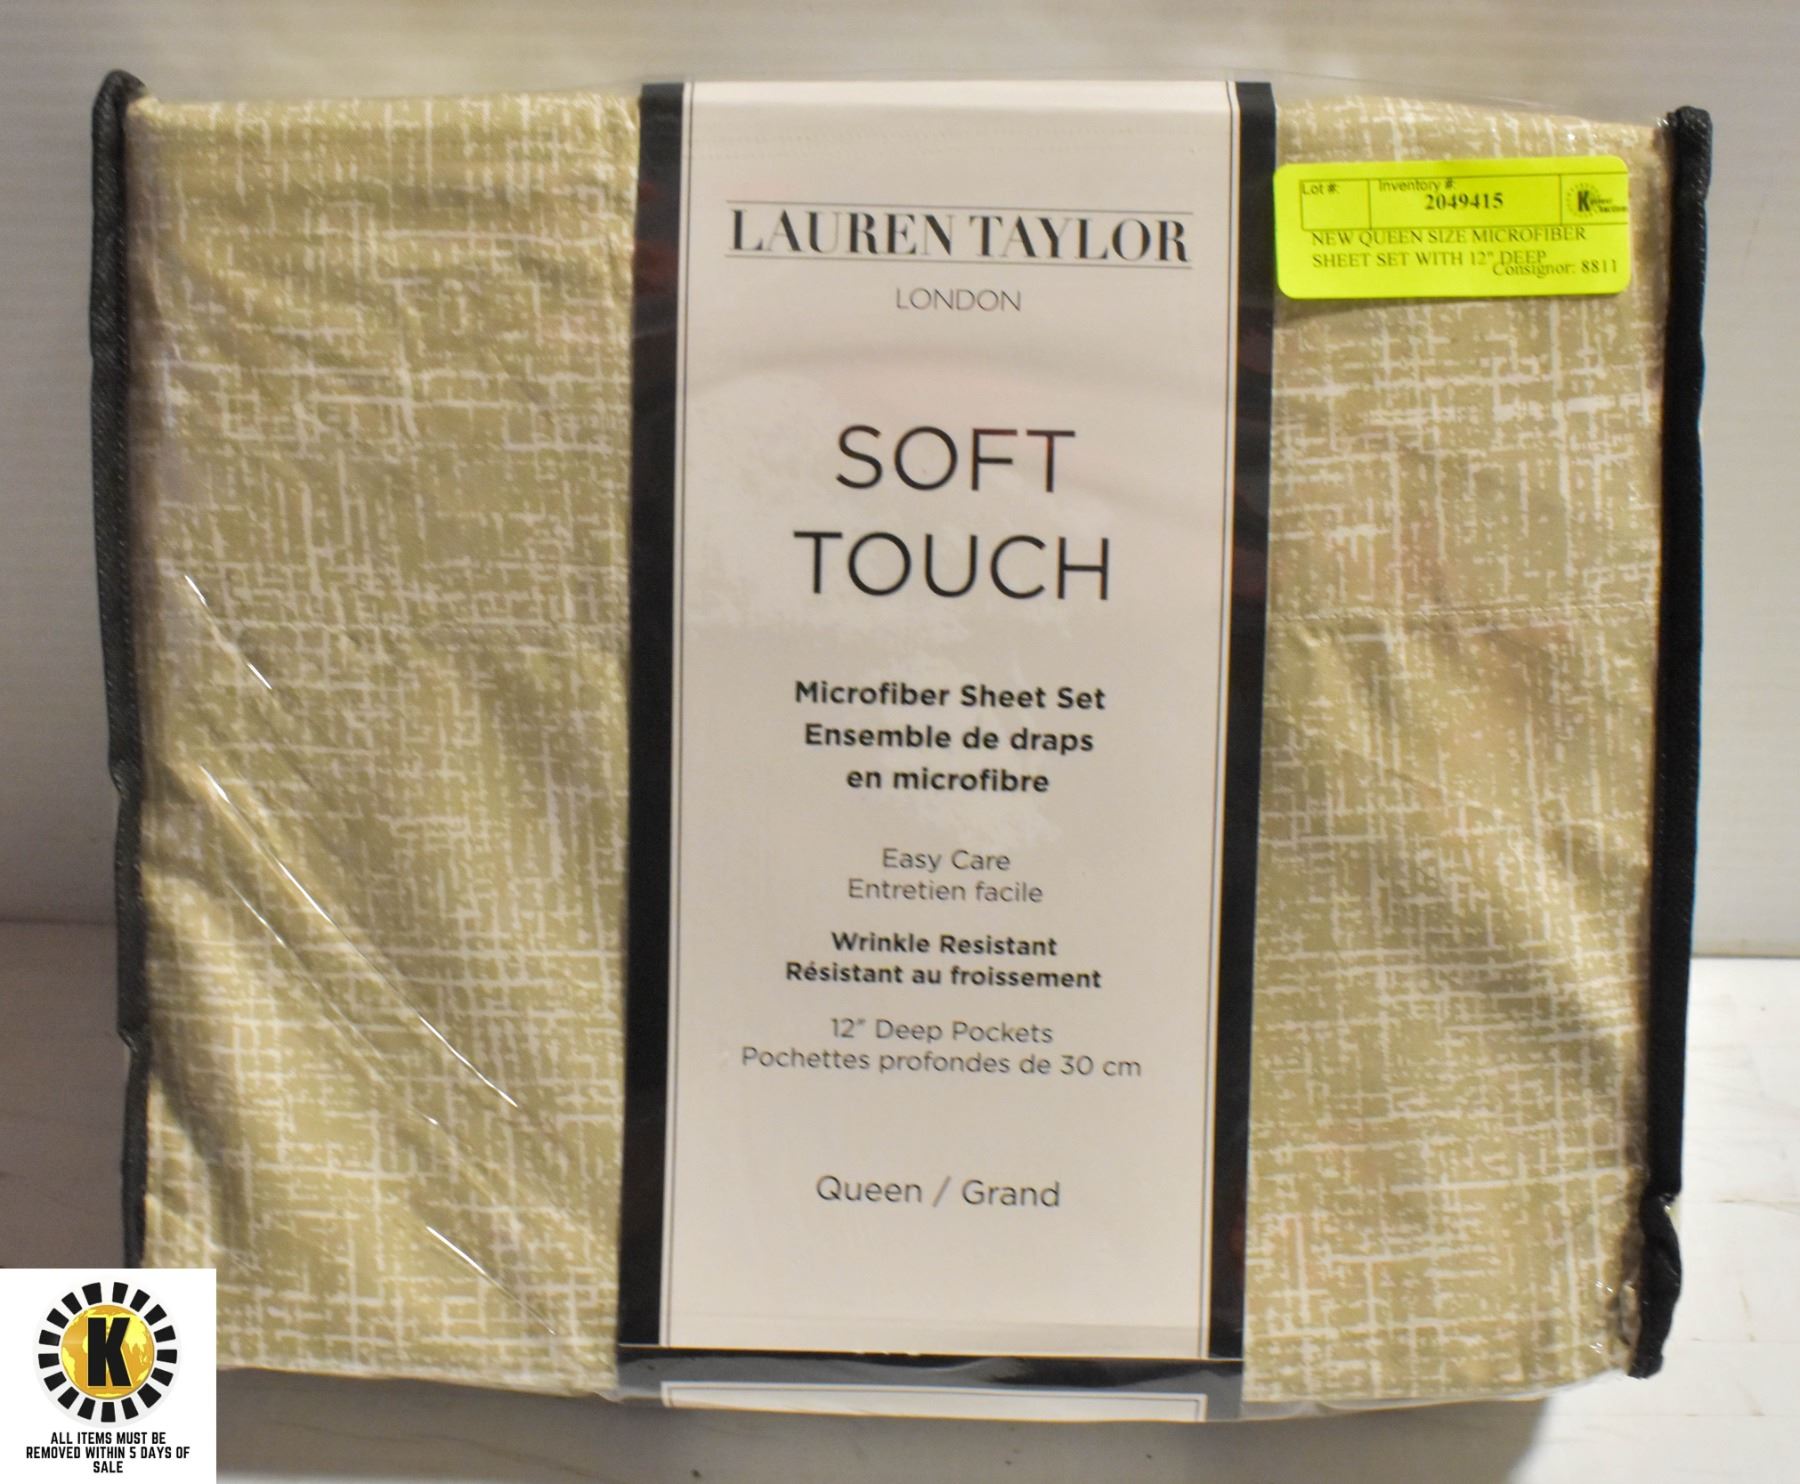 LAUREN TAYLOR
LONDON
SOFT
TOUCH
Microfiber Sheet Set
Ensemble de draps
en microfibre
Easy Care
Entretien facile
Wrinkle Resistant
Résistant au froissement
12" Deep Pockets
Pochettes profondes de 30 cm
Queen / Grand
Lot #:
Inventory #:
2049415
NEW QUEEN SIZE MICROFIBER
SHEET SET WITH 12" DEEP
Consignor: 8811
K
ALL ITEMS MUST BE
REMOVED WITHIN 5 DAYS OF
SALE